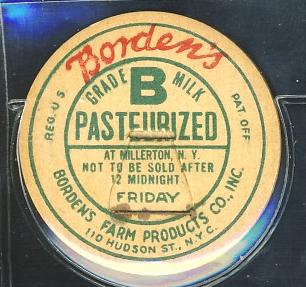 Borden's
GRADE B MILK
REG. U S PAT OFF
PASTEURIZED
AT MILLERTON, N. Y.
NOT TO BE SOLD AFTER
12 MIDNIGHT
FRIDAY
BORDEN'S FARM PRODUCTS CO., INC.
110 HUDSON ST., N.Y.C.